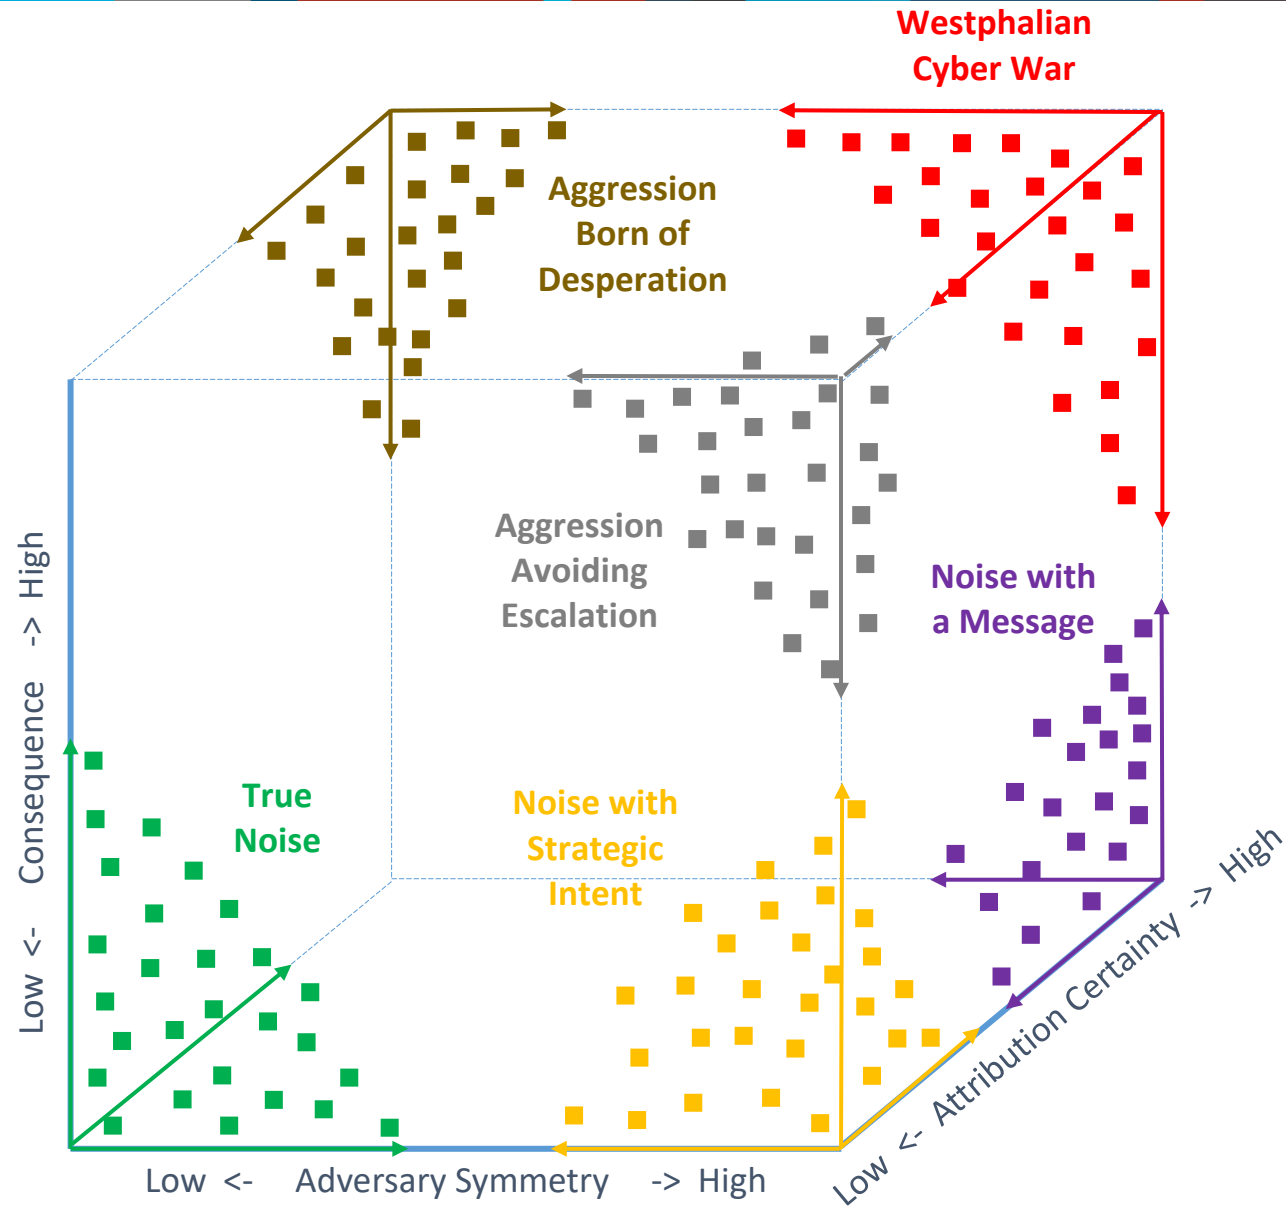 Westphalian
Cyber War
Aggression
Born of
Desperation
Aggression
Avoiding
Escalation
Noise with
a Message
True
Noise
Noise with
Strategic
Intent
Low <- Consequence -> High
Low <- Adversary Symmetry -> High
Low <- Attribution Certainty -> High